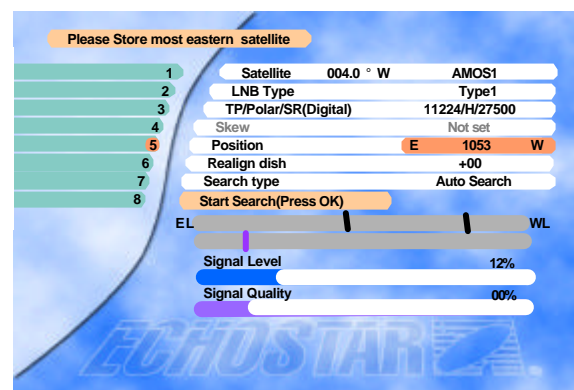 Please Store most eastern satellite
1 Satellite 004.0 ° W AMOS1
2 LNB Type Type1
3 TP/Polar/SR(Digital) 11224/H/27500
4 Skew Not set
5 Position E 1053 W
6 Realign dish +00
7 Search type Auto Search
8 Start Search(Press OK)
EL WL
Signal Level 12%
Signal Quality 00%
ECHOSTAR